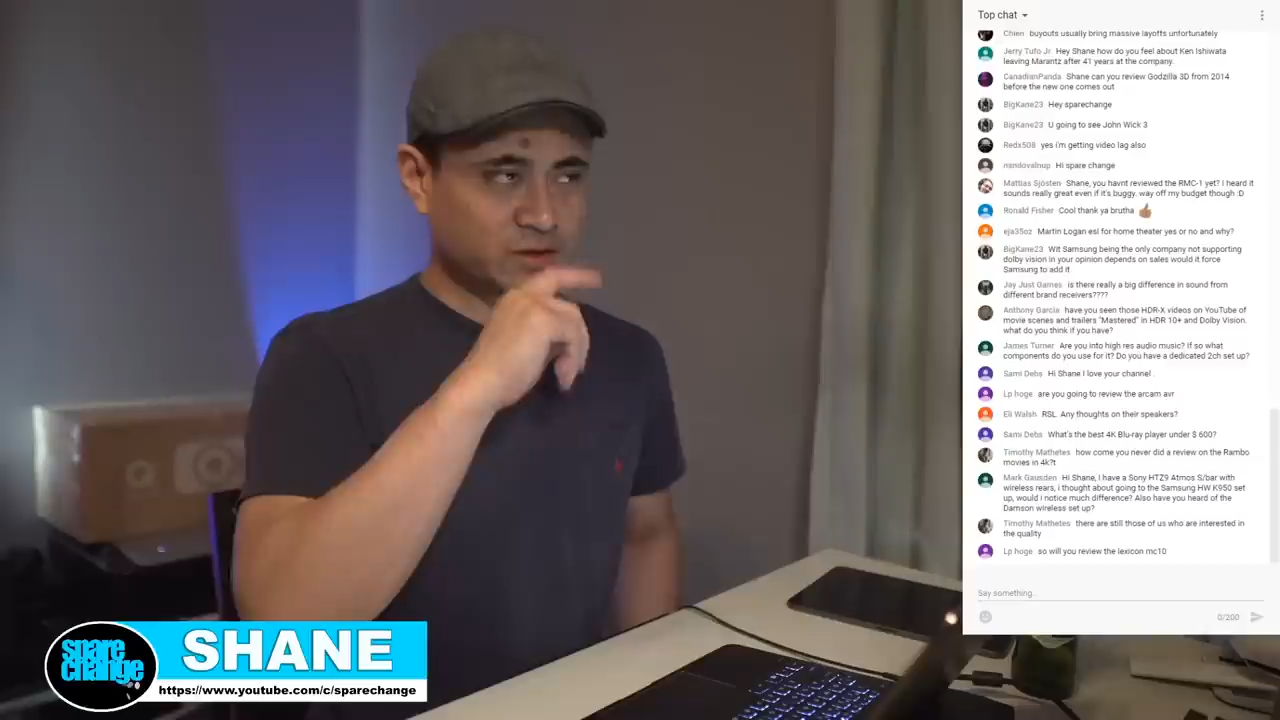 Top chat
Chien buyouts usually bring massive layoffs unfortunately
Jerry Tufo Jr Hey Shane how do you feel about Ken Ishiwata
leaving Marantz after 41 years at the company.
CanadianPanda Shane can you review Godzilla 3D from 2014
before the new one comes out
BigKane23 Hey sparechange
BigKane23 U going to see John Wick 3
Redx508 yes i'm getting video lag also
nsndovalnup Hi spare change
Mattias Sjösten Shane, you havnt reviewed the RMC-1 yet? I heard it
sounds really great even if it's buggy. way off my budget though :D
Ronald Fisher Cool thank ya brutha
eja35oz Martin Logan esl for home theater yes or no and why?
BigKane23 Wit Samsung being the only company not supporting
dolby vision in your opinion depends on sales would it force
Samsung to add it
Jay Just Games is there really a big difference in sound from
different brand receivers????
Anthony Garcia have you seen those HDR-X videos on YouTube of
movie scenes and trailers "Mastered" in HDR 10+ and Dolby Vision.
what do you think if you have?
James Turner Are you into high res audio music? If so what
components do you use for it? Do you have a dedicated 2ch set up?
Sami Debs Hi Shane I love your channel .
Lp hoge are you going to review the arcam avr
Eli Walsh RSL. Any thoughts on their speakers?
Sami Debs What's the best 4K Blu-ray player under $ 600?
Timothy Mathetes how come you never did a review on the Rambo
movies in 4k?t
Mark Gausden Hi Shane, I have a Sony HTZ9 Atmos S/bar with
wireless rears, i thought about going to the Samsung HW K950 set
up, would i notice much difference? Also have you heard of the
Damson wireless set up?
Timothy Mathetes there are still those of us who are interested in
the quality
Lp hoge so will you review the lexicon mc10
Say something...
0/200
spare
change
SHANE
https://www.youtube.com/c/sparechange